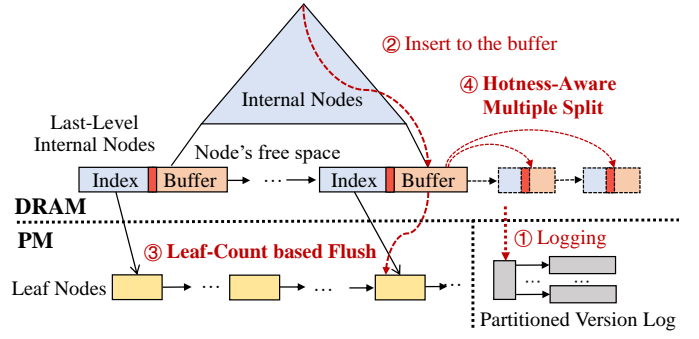 ② Insert to the buffer
④ Hotness-Aware
Multiple Split
Internal Nodes
Last-Level
Internal Nodes
Node's free space
Index
Buffer
...
Index
Buffer
DRAM
PM
① Logging
③ Leaf-Count based Flush
Leaf Nodes
...
...
...
...
...
...
Partitioned Version Log